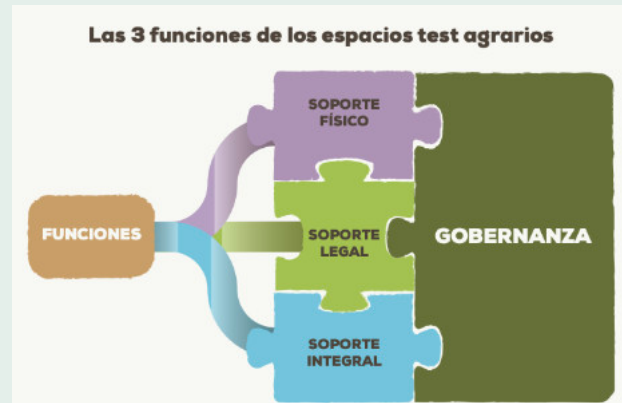 Las 3 funciones de los espacios test agrarios
SOPORTE
FÍSICO
FUNCIONES
SOPORTE
LEGAL
GOBERNANZA
SOPORTE
INTEGRAL